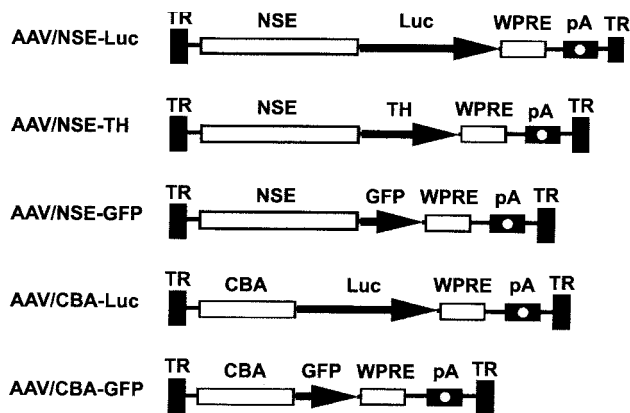 TR NSE Luc WPRE pA TR
AAV/NSE-Luc
TR NSE TH WPRE pA TR
AAV/NSE-TH
TR NSE GFP WPRE pA TR
AAV/NSE-GFP
TR CBA Luc WPRE pA TR
AAV/CBA-Luc
TR CBA GFP WPRE pA TR
AAV/CBA-GFP